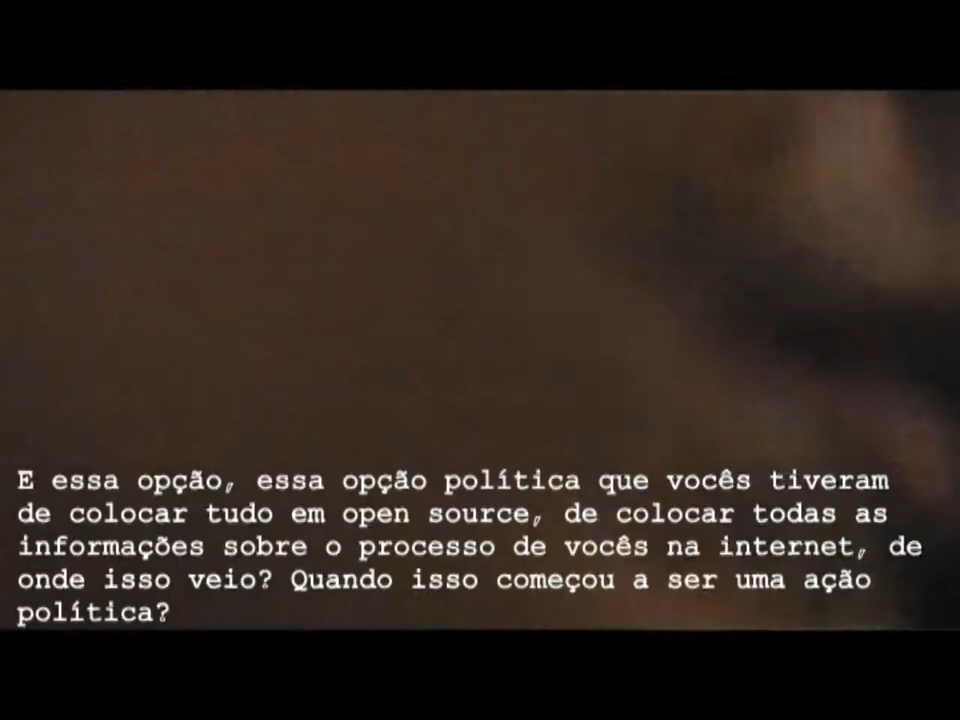 E essa opção, essa opção política que vocês tiveram
de colocar tudo em open source, de colocar todas as
informações sobre o processo de vocês na internet, de
onde isso veio? Quando isso começou a ser uma ação
política?